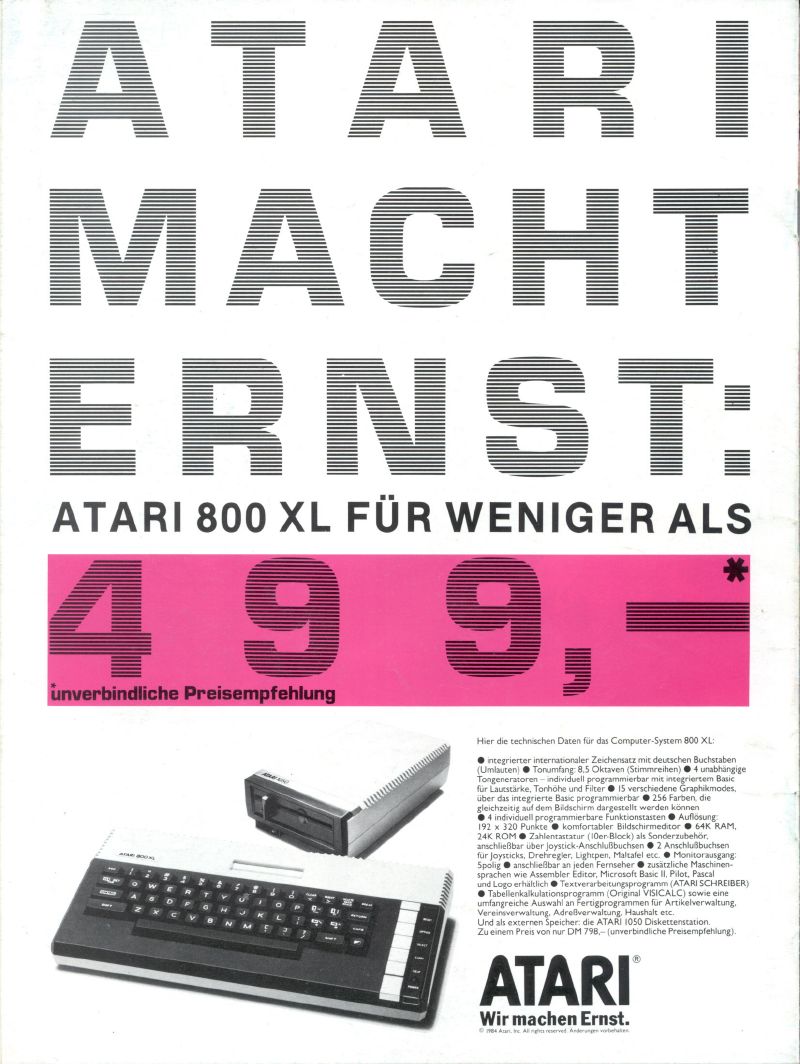 ATARI
MACHT
ERNST:
ATARI 800 XL FÜR WENIGER ALS
499,–*
*unverbindliche Preisempfehlung
Hier die technischen Daten für das Computer-System 800 XL:
● integrierter internationaler Zeichensatz mit deutschen Buchstaben
(Umlauten) ● Tonumfang: 8,5 Oktaven (Stimmreihen) ● 4 unabhängige
Tongeneratoren – individuell programmierbar mit integriertem Basic
für Lautstärke, Tonhöhe und Filter ● 15 verschiedene Graphikmodes,
über das integrierte Basic programmierbar ● 256 Farben, die
gleichzeitig auf dem Bildschirm dargestellt werden können
● 4 individuell programmierbare Funktionstasten ● Auflösung:
192 x 320 Punkte ● komfortabler Bildschirmeditor ● 64K RAM,
24K ROM ● Zahlentastatur (10er-Block) als Sonderzubehör,
anschließbar über Joystick-Anschlußbuchsen ● 2 Anschlußbuchsen
für Joysticks, Drehregler, Lightpen, Maltafel etc. ● Monitorausgang:
5polig ● anschließbar an jeden Fernseher ● zusätzliche Maschinen-
sprachen wie Assembler Editor, Microsoft Basic II, Pilot, Pascal
und Logo erhältlich ● Textverarbeitungsprogramm (ATARI SCHREIBER)
● Tabellenkalkulationsprogramm (Original VISICALC) sowie eine
umfangreiche Auswahl an Fertigprogrammen für Artikelverwaltung,
Vereinsverwaltung, Adreßverwaltung, Haushalt etc.
Und als externen Speicher: die ATARI 1050 Diskettenstation.
Zu einem Preis von nur DM 798,– (unverbindliche Preisempfehlung).
ATARI 1050
ATARI 800 XL
ATARI®
Wir machen Ernst.
© 1984 Atari, Inc. All rights reserved. Änderungen vorbehalten.